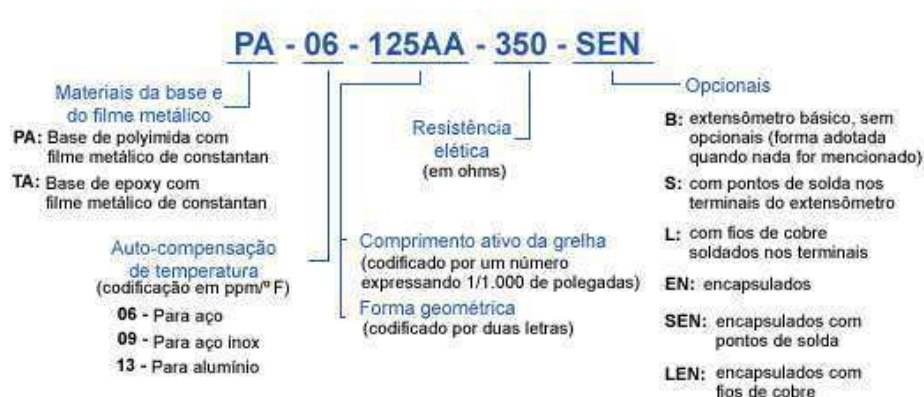 PA - 06 - 125AA - 350 - SEN
Materiais da base e
do filme metálico
PA: Base de polyimida com
filme metálico de constantan
TA: Base de epoxy com
filme metálico de constantan
Auto-compensação
de temperatura
(codificação em ppm/º F)
06 - Para aço
09 - Para aço inox
13 - Para alumínio
Resistência
elética
(em ohms)
Comprimento ativo da grelha
(codificado por um número
expressando 1/1.000 de polegadas)
Forma geométrica
(codificado por duas letras)
Opcionais
B: extensômetro básico, sem
opcionais (forma adotada
quando nada for mencionado)
S: com pontos de solda nos
terminais do extensômetro
L: com fios de cobre
soldados nos terminais
EN: encapsulados
SEN: encapsulados com
pontos de solda
LEN: encapsulados com
fios de cobre